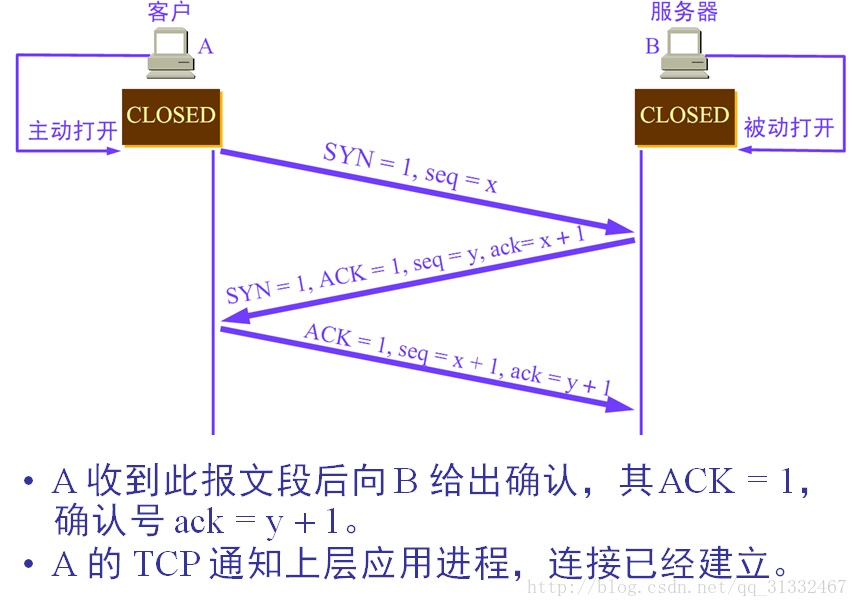 客户
服务器
A
B
CLOSED
CLOSED
主动打开
被动打开
SYN = 1, seq = x
SYN = 1, ACK = 1, seq = y, ack= x + 1
ACK = 1, seq = x + 1, ack = y + 1
• A 收到此报文段后向 B 给出确认，其ACK = 1，
确认号 ack = y + 1。
• A 的 TCP 通知上层应用进程，连接已经建立。
http://blog.csdn.net/qq_31332467